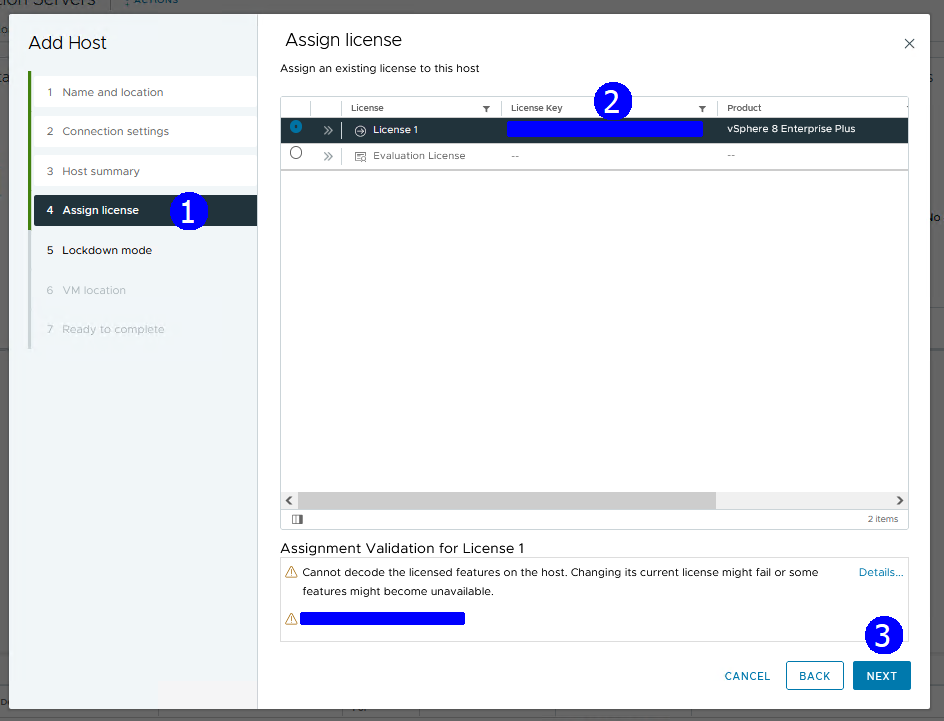 ACTIONS
Add Host
1 Name and location
2 Connection settings
3 Host summary
4 Assign license
1
5 Lockdown mode
6 VM location
7 Ready to complete
Assign license
Assign an existing license to this host
2
License License Key Product
License 1 vSphere 8 Enterprise Plus
Evaluation License -- --
2 items
Assignment Validation for License 1
Cannot decode the licensed features on the host. Changing its current license might fail or some Details...
features might become unavailable.
3
CANCEL BACK NEXT
No